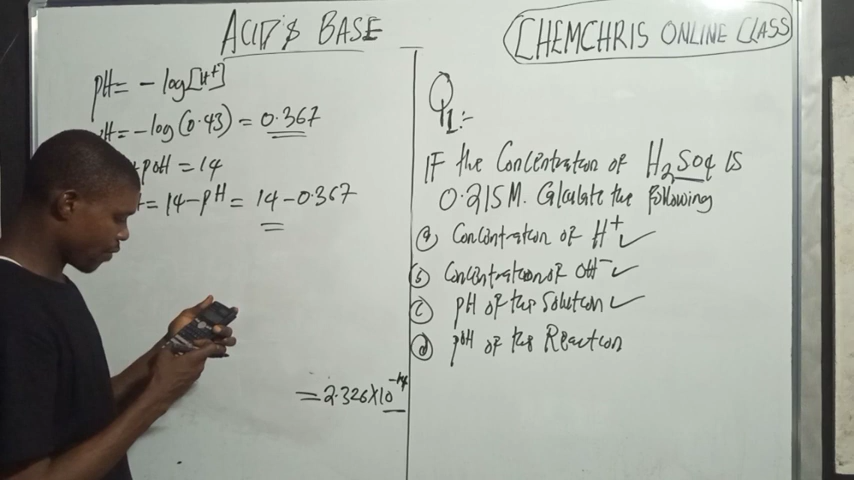 ACIDS BASE
CHEMCHRIS ONLINE CLASS
pH = - log[H+]
H = - log(0.43) = 0.367
+ pOH = 14
= 14 - pH = 14 - 0.367
= 2.326 x 10^-14
Q1:-
IF the Concentration of H2SO4 is
0.215M. Calculate the following
(a) Concentration of H+ ✓
(b) Concentration of OH- ✓
(c) pH of the Solution ✓
(d) pOH of the Reaction